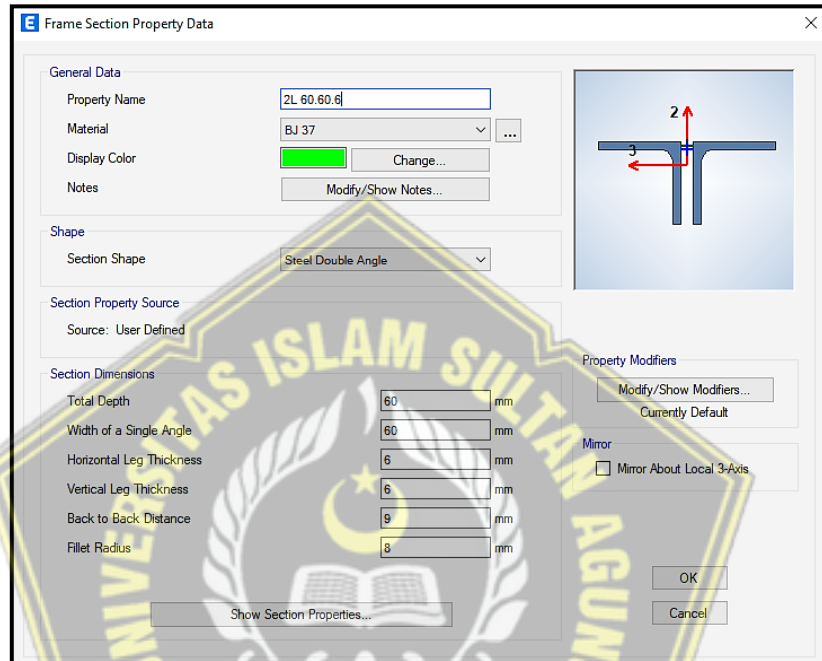 E Frame Section Property Data
General Data
Property Name 2L 60.60.6
Material BJ 37 ...
Display Color Change...
Notes Modify/Show Notes...
2
3
Shape
Section Shape Steel Double Angle
Section Property Source
Source: User Defined
Section Dimensions
Total Depth 60 mm
Width of a Single Angle 60 mm
Horizontal Leg Thickness 6 mm
Vertical Leg Thickness 6 mm
Back to Back Distance 9 mm
Fillet Radius 8 mm
Show Section Properties...
Property Modifiers
Modify/Show Modifiers...
Currently Default
Mirror
Mirror About Local 3-Axis
OK
Cancel
UNIVERSITAS ISLAM SULTAN AGUNG